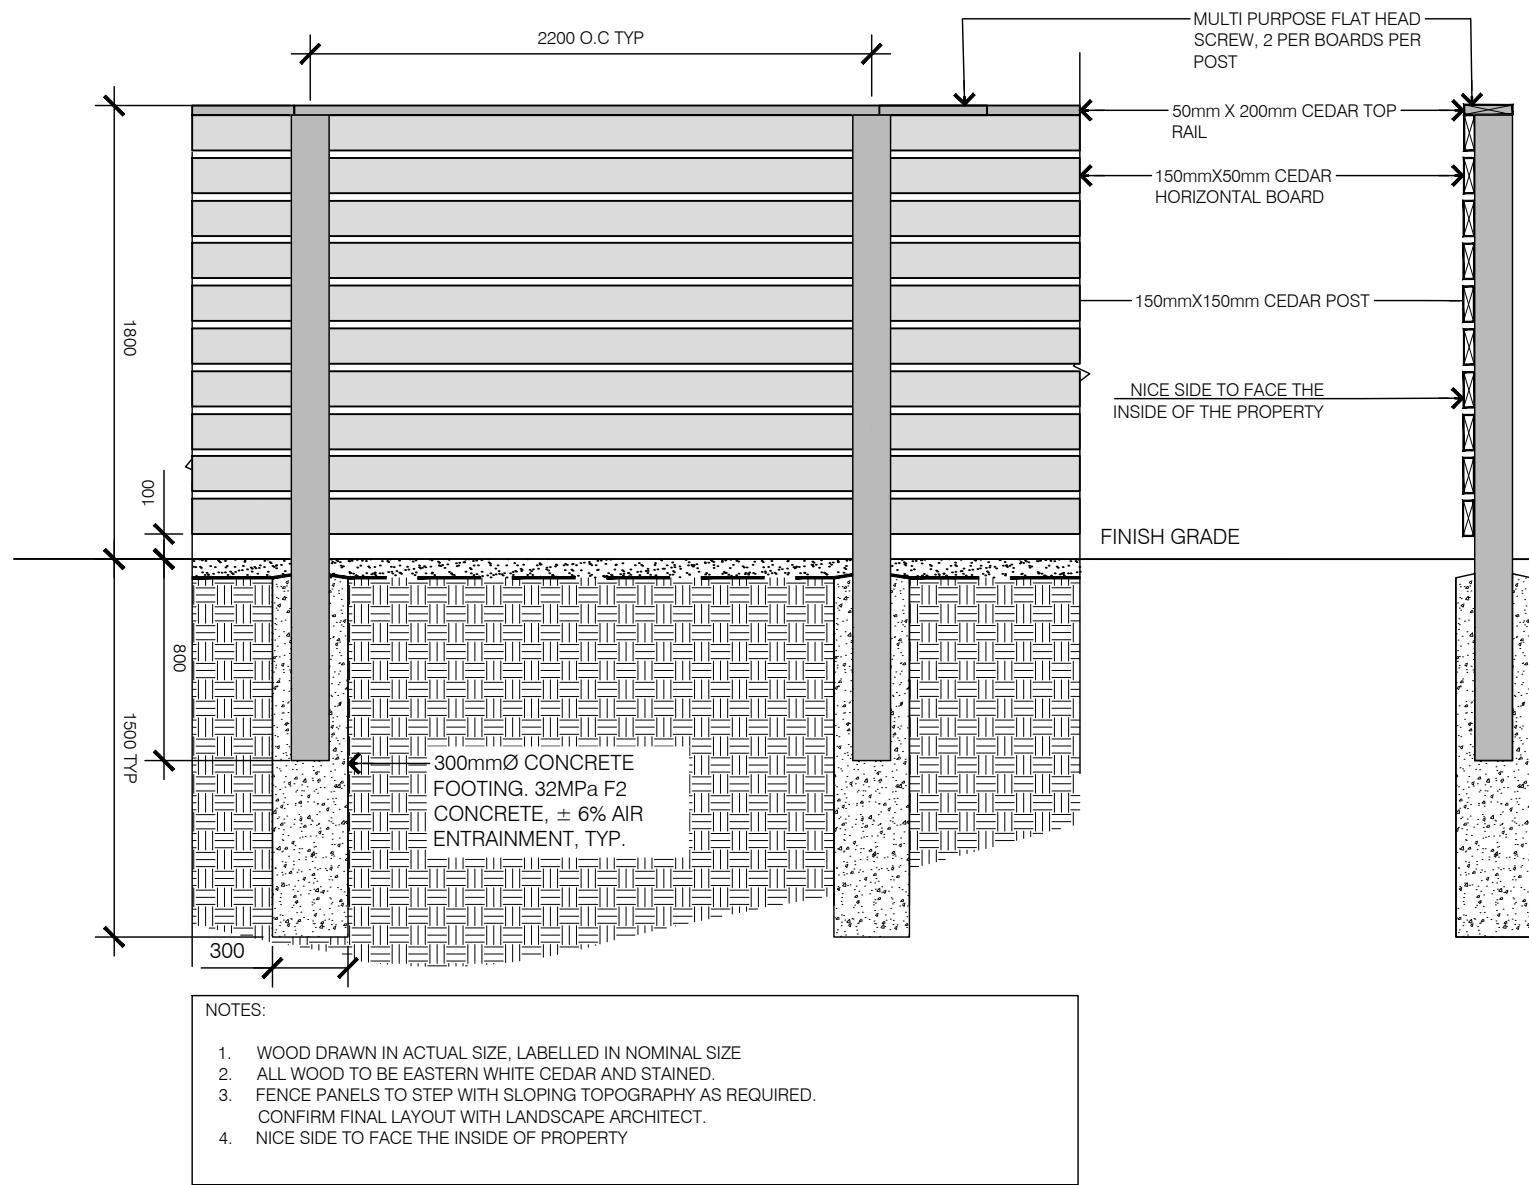 2200 O.C TYP
MULTI PURPOSE FLAT HEAD
SCREW, 2 PER BOARDS PER
POST
50mm X 200mm CEDAR TOP
RAIL
150mmX50mm CEDAR
HORIZONTAL BOARD
150mmX150mm CEDAR POST
1800
NICE SIDE TO FACE THE
INSIDE OF THE PROPERTY
100
FINISH GRADE
800
1500 TYP
300mmØ CONCRETE
FOOTING. 32MPa F2
CONCRETE, ± 6% AIR
ENTRAINMENT, TYP.
300
NOTES:
1. WOOD DRAWN IN ACTUAL SIZE, LABELLED IN NOMINAL SIZE
2. ALL WOOD TO BE EASTERN WHITE CEDAR AND STAINED.
3. FENCE PANELS TO STEP WITH SLOPING TOPOGRAPHY AS REQUIRED.
CONFIRM FINAL LAYOUT WITH LANDSCAPE ARCHITECT.
4. NICE SIDE TO FACE THE INSIDE OF PROPERTY